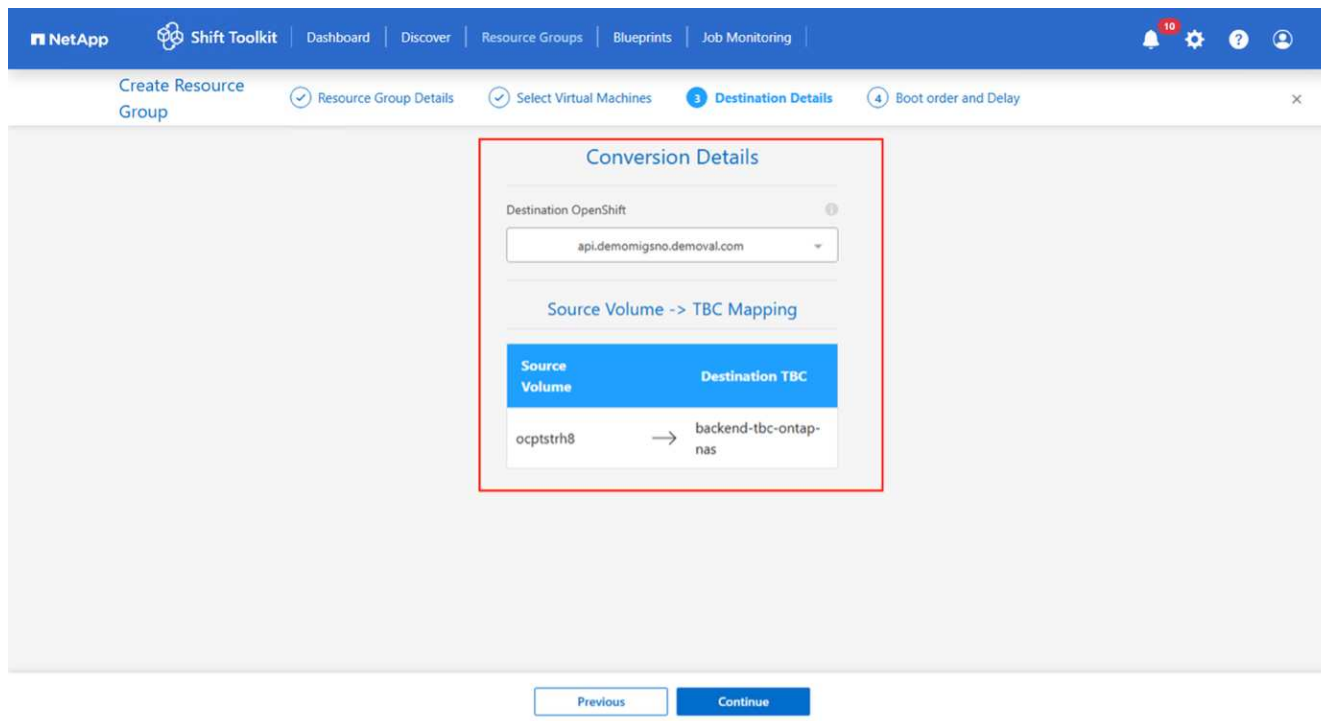 NetApp Shift Toolkit Dashboard Discover Resource Groups Blueprints Job Monitoring 10 ?
Create Resource
Group
Resource Group Details Select Virtual Machines 3 Destination Details 4 Boot order and Delay
Conversion Details
Destination OpenShift
api.demomigsno.demoval.com
Source Volume -> TBC Mapping
Source
Volume
Destination TBC
ocptstrh8 → backend-tbc-ontap-
nas
Previous Continue